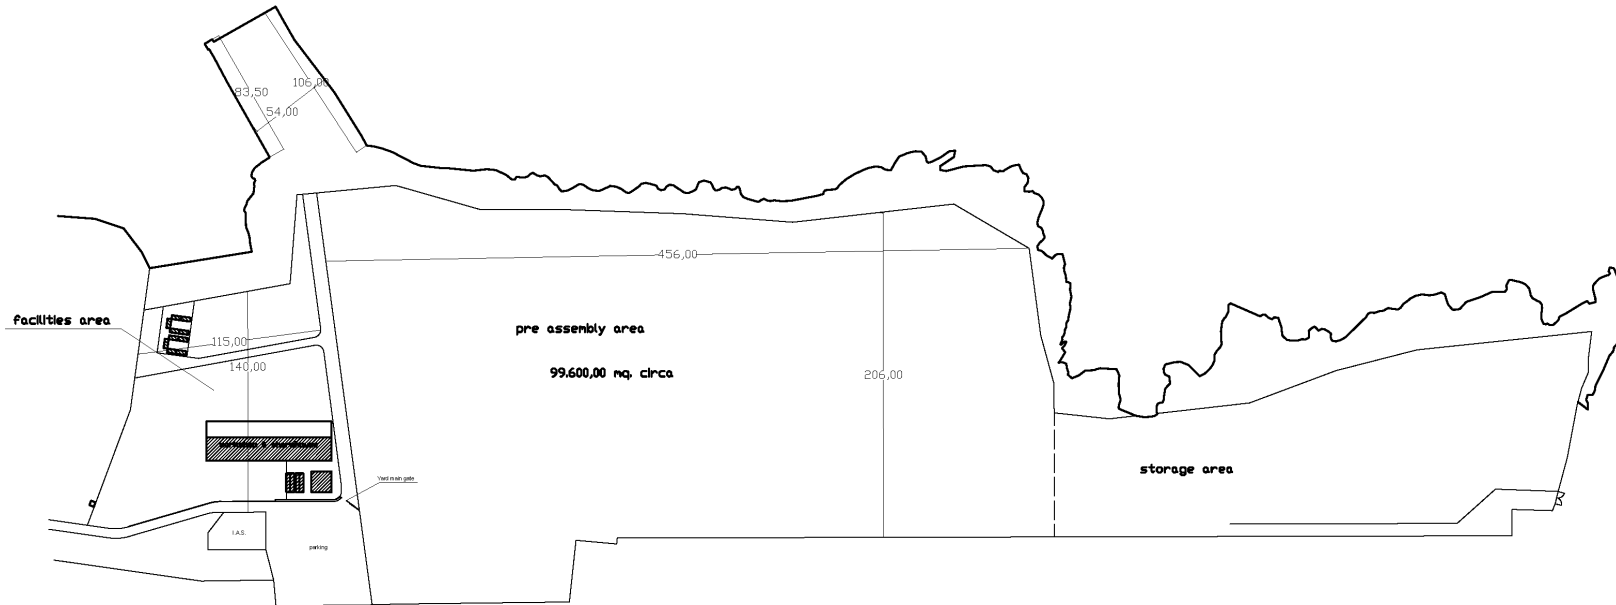 106,00
83,50
54,00
456,00
facilities area
pre assembly area
115,00
140,00
99.600,00 mq. circa
206,00
storage area
Yard main gate
I.A.S.
parking